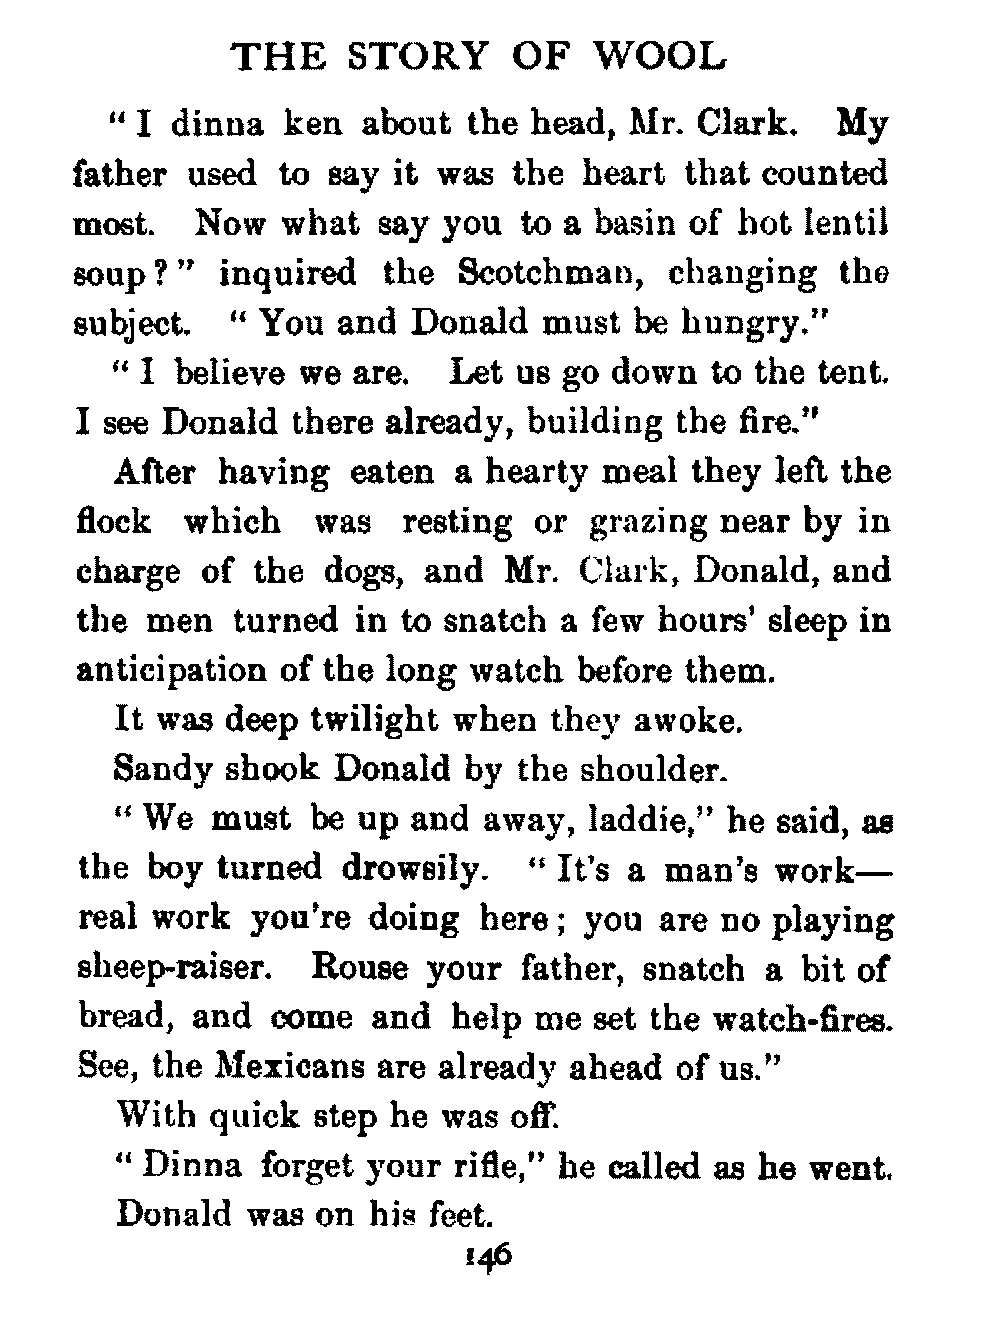 THE STORY OF WOOL
“ I dinna ken about the head, Mr. Clark. My
father used to say it was the heart that counted
most. Now what say you to a basin of hot lentil
soup ? ” inquired the Scotchman, changing the
subject. “ You and Donald must be hungry.”
“ I believe we are. Let us go down to the tent.
I see Donald there already, building the fire.”
After having eaten a hearty meal they left the
flock which was resting or grazing near by in
charge of the dogs, and Mr. Clark, Donald, and
the men turned in to snatch a few hours’ sleep in
anticipation of the long watch before them.
It was deep twilight when they awoke.
Sandy shook Donald by the shoulder.
“ We must be up and away, laddie,” he said, as
the boy turned drowsily. “ It’s a man’s work—
real work you’re doing here ; you are no playing
sheep-raiser. Rouse your father, snatch a bit of
bread, and come and help me set the watch-fires.
See, the Mexicans are already ahead of us.”
With quick step he was off.
“ Dinna forget your rifle,” he called as he went.
Donald was on his feet.
146